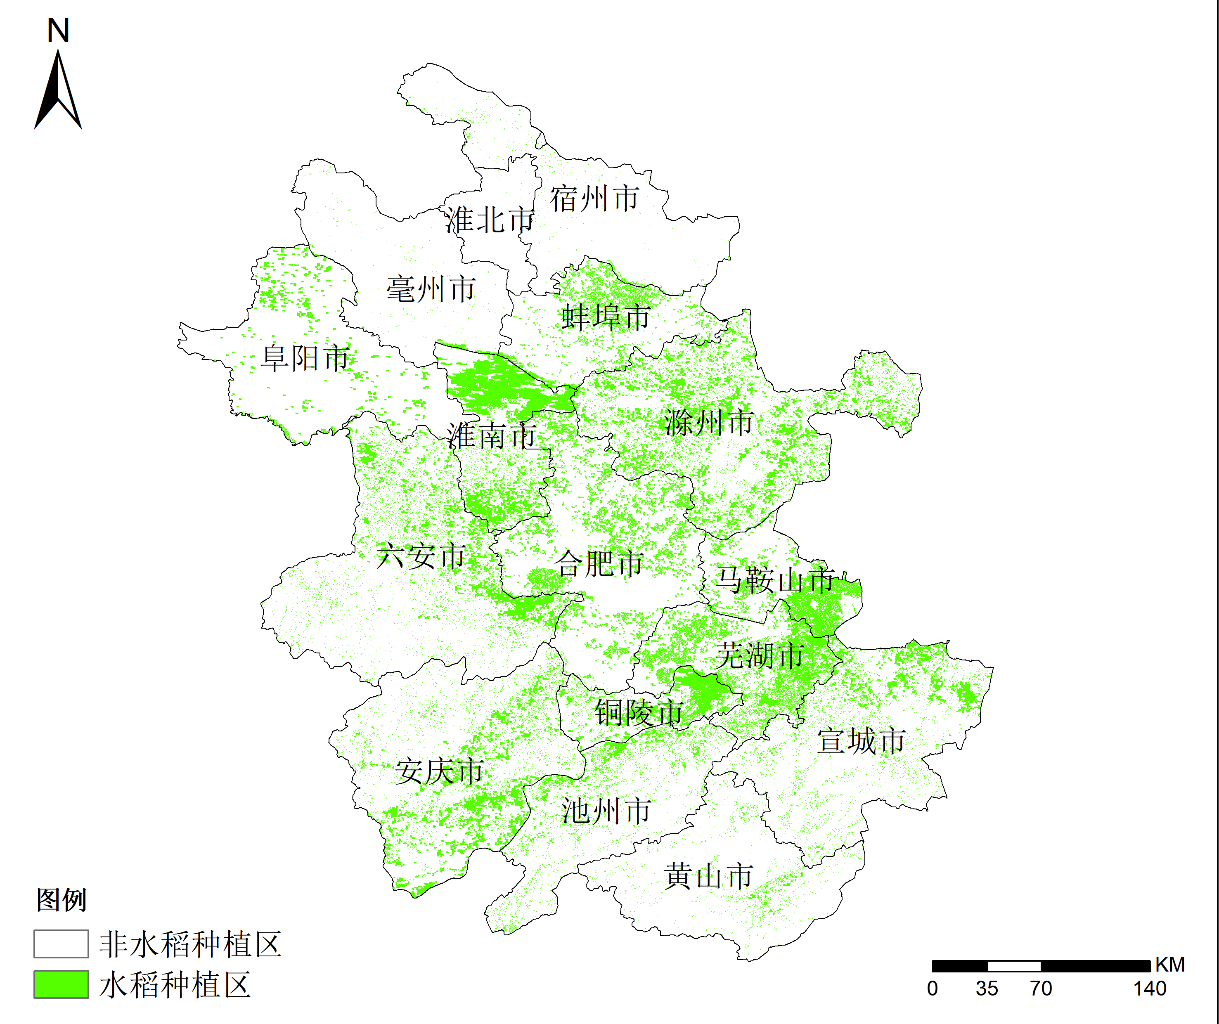 N
宿州市
淮北市
亳州市
蚌埠市
阜阳市
滁州市
淮南市
六安市
合肥市
马鞍山市
芜湖市
铜陵市
宣城市
安庆市
池州市
黄山市
图例
非水稻种植区
水稻种植区
KM
0 35 70 140